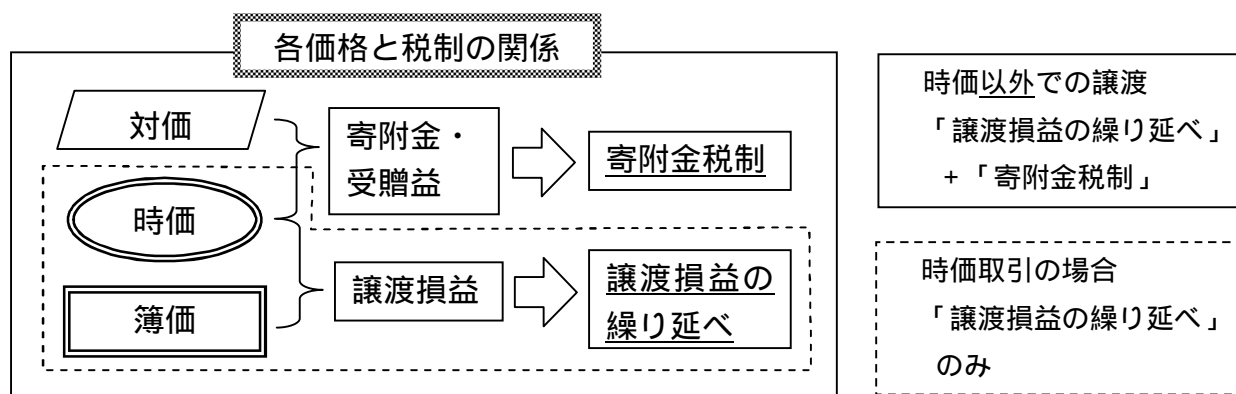 各価格と税制の関係
対価
時価
簿価
寄附金・
受贈益
寄附金税制
譲渡損益
譲渡損益の
繰り延べ
時価以外での譲渡
「譲渡損益の繰り延べ」
+「寄附金税制」
時価取引の場合
「譲渡損益の繰り延べ」
のみ